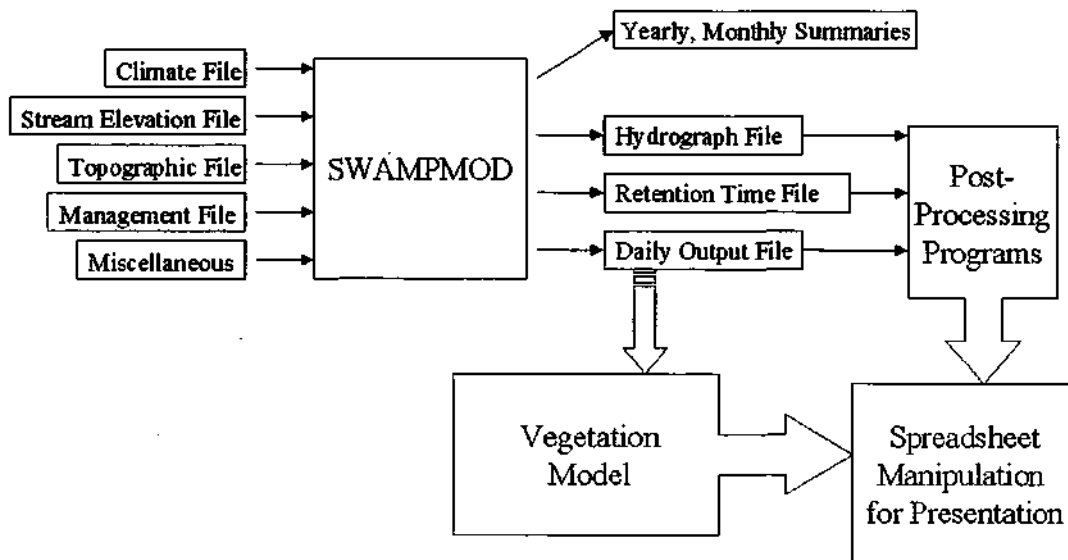 Yearly, Monthly Summaries
Climate File
Stream Elevation File
Topographic File
Management File
Miscellaneous
SWAMPMOD
Hydrograph File
Retention Time File
Daily Output File
Post-
Processing
Programs
Vegetation
Model
Spreadsheet
Manipulation
for Presentation